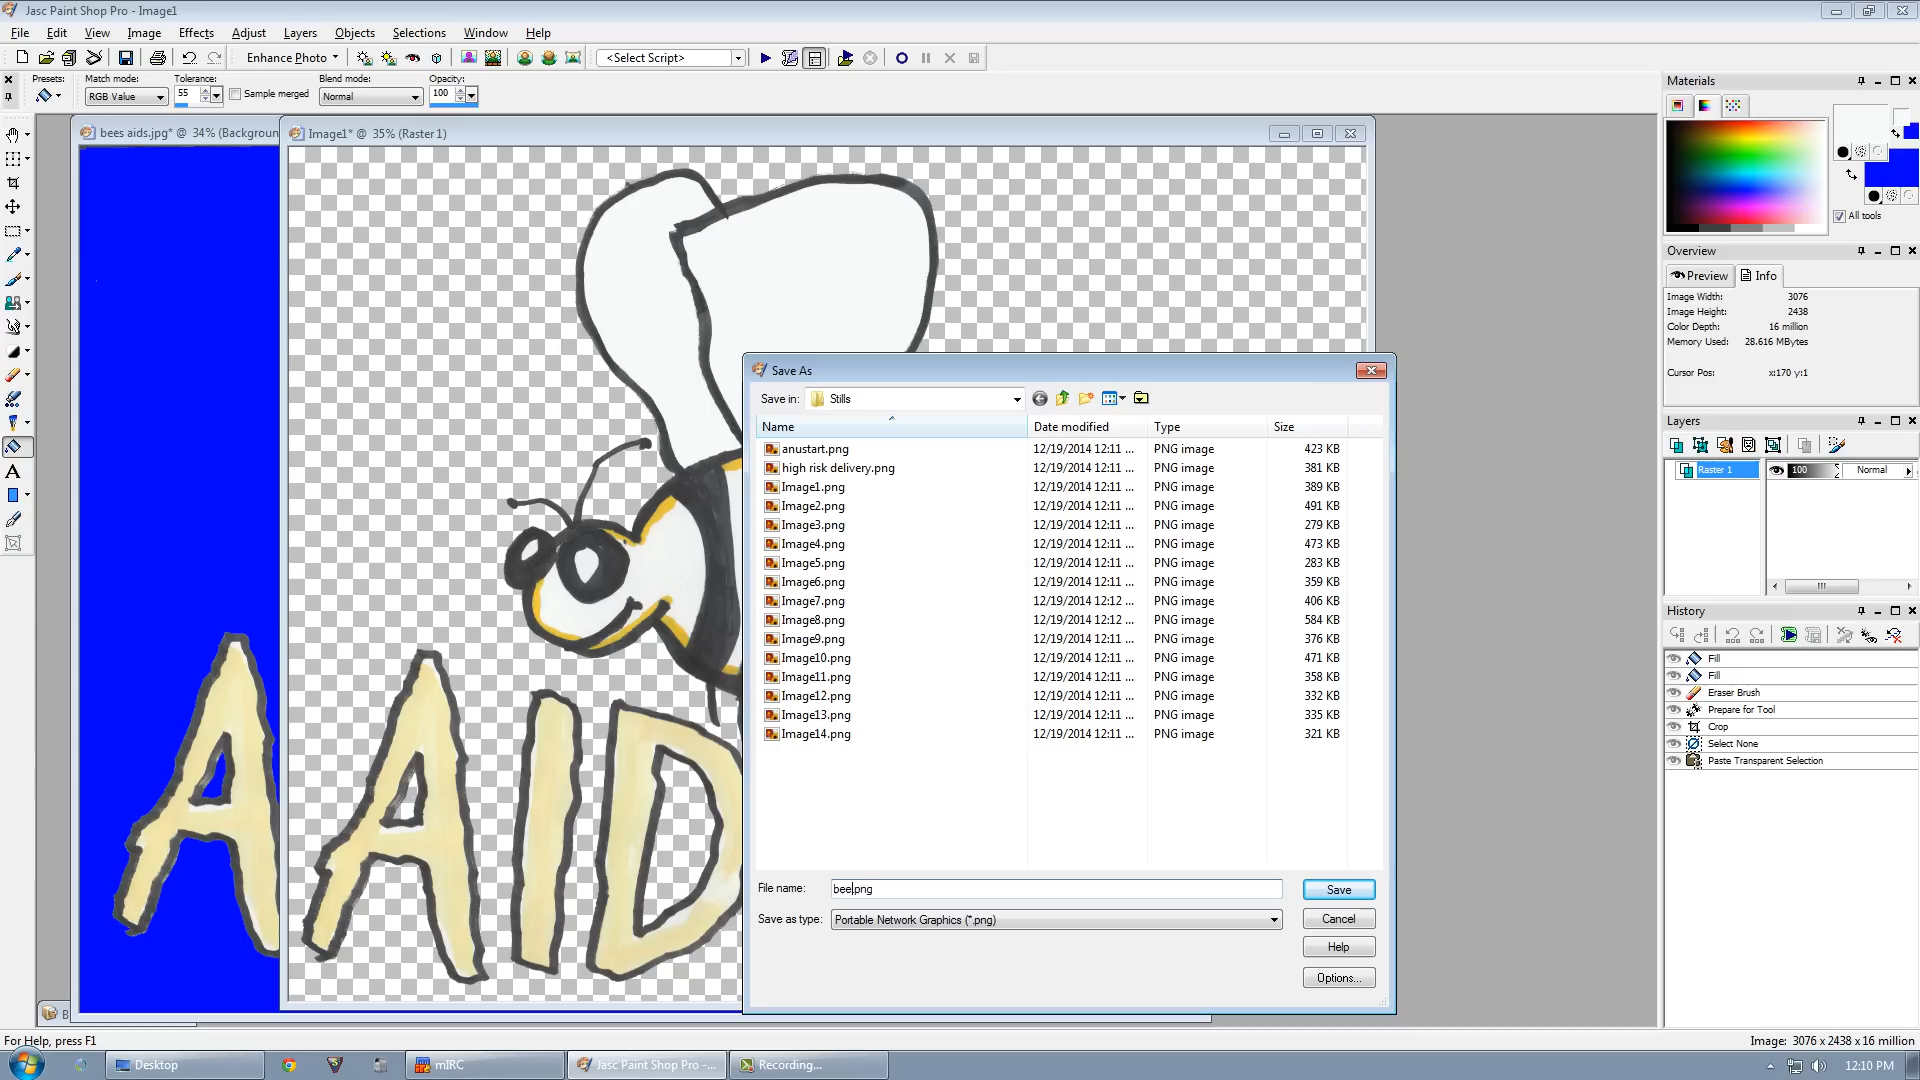 Jasc Paint Shop Pro - Image1
File Edit View Image Effects Adjust Layers Objects Selections Window Help
Enhance Photo <Select Script>
Presets: Match mode: Tolerance: Blend mode: Opacity:
RGB Value 55 Sample merged Normal 100
bees aids.jpg* @ 34% (Backgroun
Image1* @ 35% (Raster1)
AIDS
A
Save As
Save in: Stills
Name Date modified Type Size
anustart.png 12/19/2014 12:11 ... PNG image 423 KB
high risk delivery.png 12/19/2014 12:11 ... PNG image 381 KB
Image1.png 12/19/2014 12:11 ... PNG image 389 KB
Image2.png 12/19/2014 12:11 ... PNG image 491 KB
Image3.png 12/19/2014 12:11 ... PNG image 279 KB
Image4.png 12/19/2014 12:11 ... PNG image 473 KB
Image5.png 12/19/2014 12:11 ... PNG image 283 KB
Image6.png 12/19/2014 12:11 ... PNG image 359 KB
Image7.png 12/19/2014 12:12 ... PNG image 406 KB
Image8.png 12/19/2014 12:12 ... PNG image 584 KB
Image9.png 12/19/2014 12:11 ... PNG image 376 KB
Image10.png 12/19/2014 12:11 ... PNG image 471 KB
Image11.png 12/19/2014 12:11 ... PNG image 358 KB
Image12.png 12/19/2014 12:11 ... PNG image 332 KB
Image13.png 12/19/2014 12:11 ... PNG image 335 KB
Image14.png 12/19/2014 12:11 ... PNG image 321 KB
File name: bee.png Save
Save as type: Portable Network Graphics (*.png) Cancel
Help
Options...
Materials
All tools
Overview
Preview Info
Image Width: 3076
Image Height: 2438
Color Depth: 16 million
Memory Used: 28.616 MBytes
Cursor Pos: x:170 y:1
Layers
Raster 1 100 Normal
History
Fill
Fill
Eraser Brush
Prepare for Tool
Crop
Select None
Paste Transparent Selection
B
For Help, press F1
Image: 3076 x 2438 x 16 million
Desktop mIRC Jasc Paint Shop Pro -... Recording... 12:10 PM